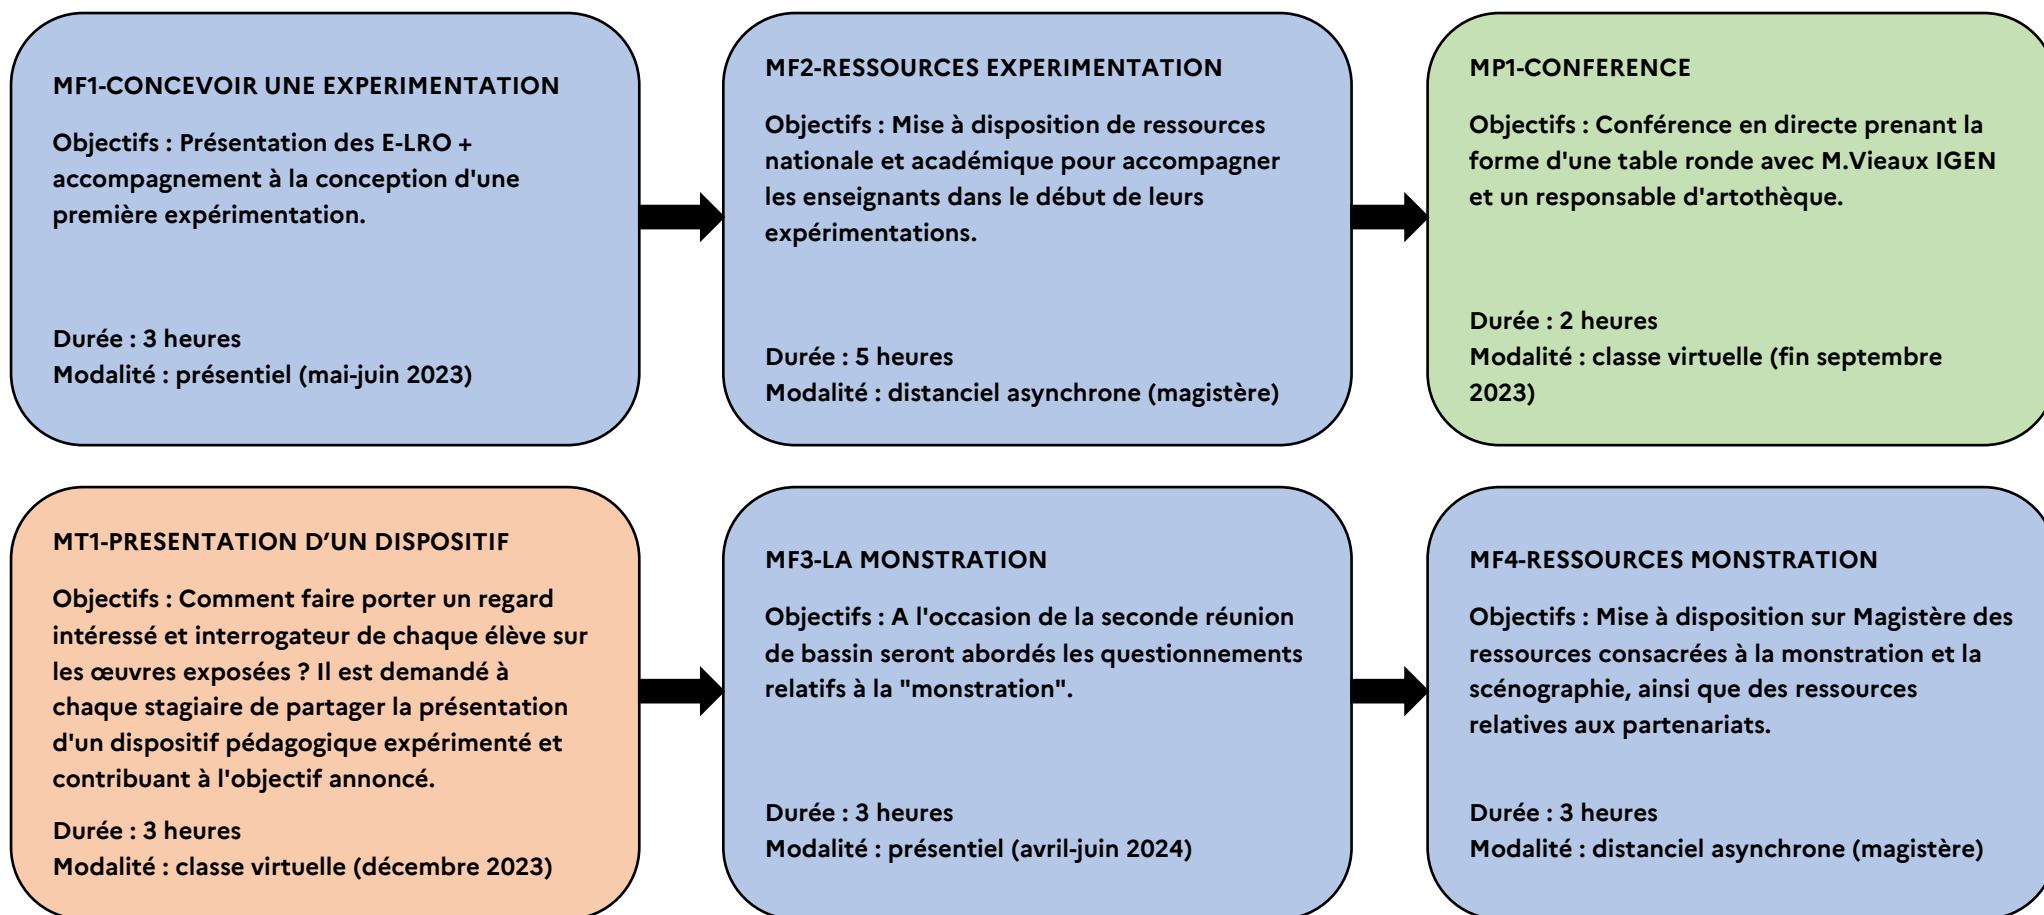 MF1-CONCEVOIR UNE EXPERIMENTATION
Objectifs : Présentation des E-LRO +
accompagnement à la conception d'une
première expérimentation.
Durée : 3 heures
Modalité : présentiel (mai-juin 2023)
MF2-RESSOURCES EXPERIMENTATION
Objectifs : Mise à disposition de ressources
nationale et académique pour accompagner
les enseignants dans le début de leurs
expérimentations.
Durée : 5 heures
Modalité : distanciel asynchrone (magistère)
MP1-CONFERENCE
Objectifs : Conférence en directe prenant la
forme d'une table ronde avec M.Vieaux IGEN
et un responsable d'artothèque.
Durée : 2 heures
Modalité : classe virtuelle (fin septembre
2023)
MT1-PRESENTATION D’UN DISPOSITIF
Objectifs : Comment faire porter un regard
intéressé et interrogateur de chaque élève sur
les œuvres exposées ? Il est demandé à
chaque stagiaire de partager la présentation
d'un dispositif pédagogique expérimenté et
contribuant à l'objectif annoncé.
Durée : 3 heures
Modalité : classe virtuelle (décembre 2023)
MF3-LA MONSTRATION
Objectifs : A l'occasion de la seconde réunion
de bassin seront abordés les questionnements
relatifs à la "monstration".
Durée : 3 heures
Modalité : présentiel (avril-juin 2024)
MF4-RESSOURCES MONSTRATION
Objectifs : Mise à disposition sur Magistère des
ressources consacrées à la monstration et la
scénographie, ainsi que des ressources
relatives aux partenariats.
Durée : 3 heures
Modalité : distanciel asynchrone (magistère)